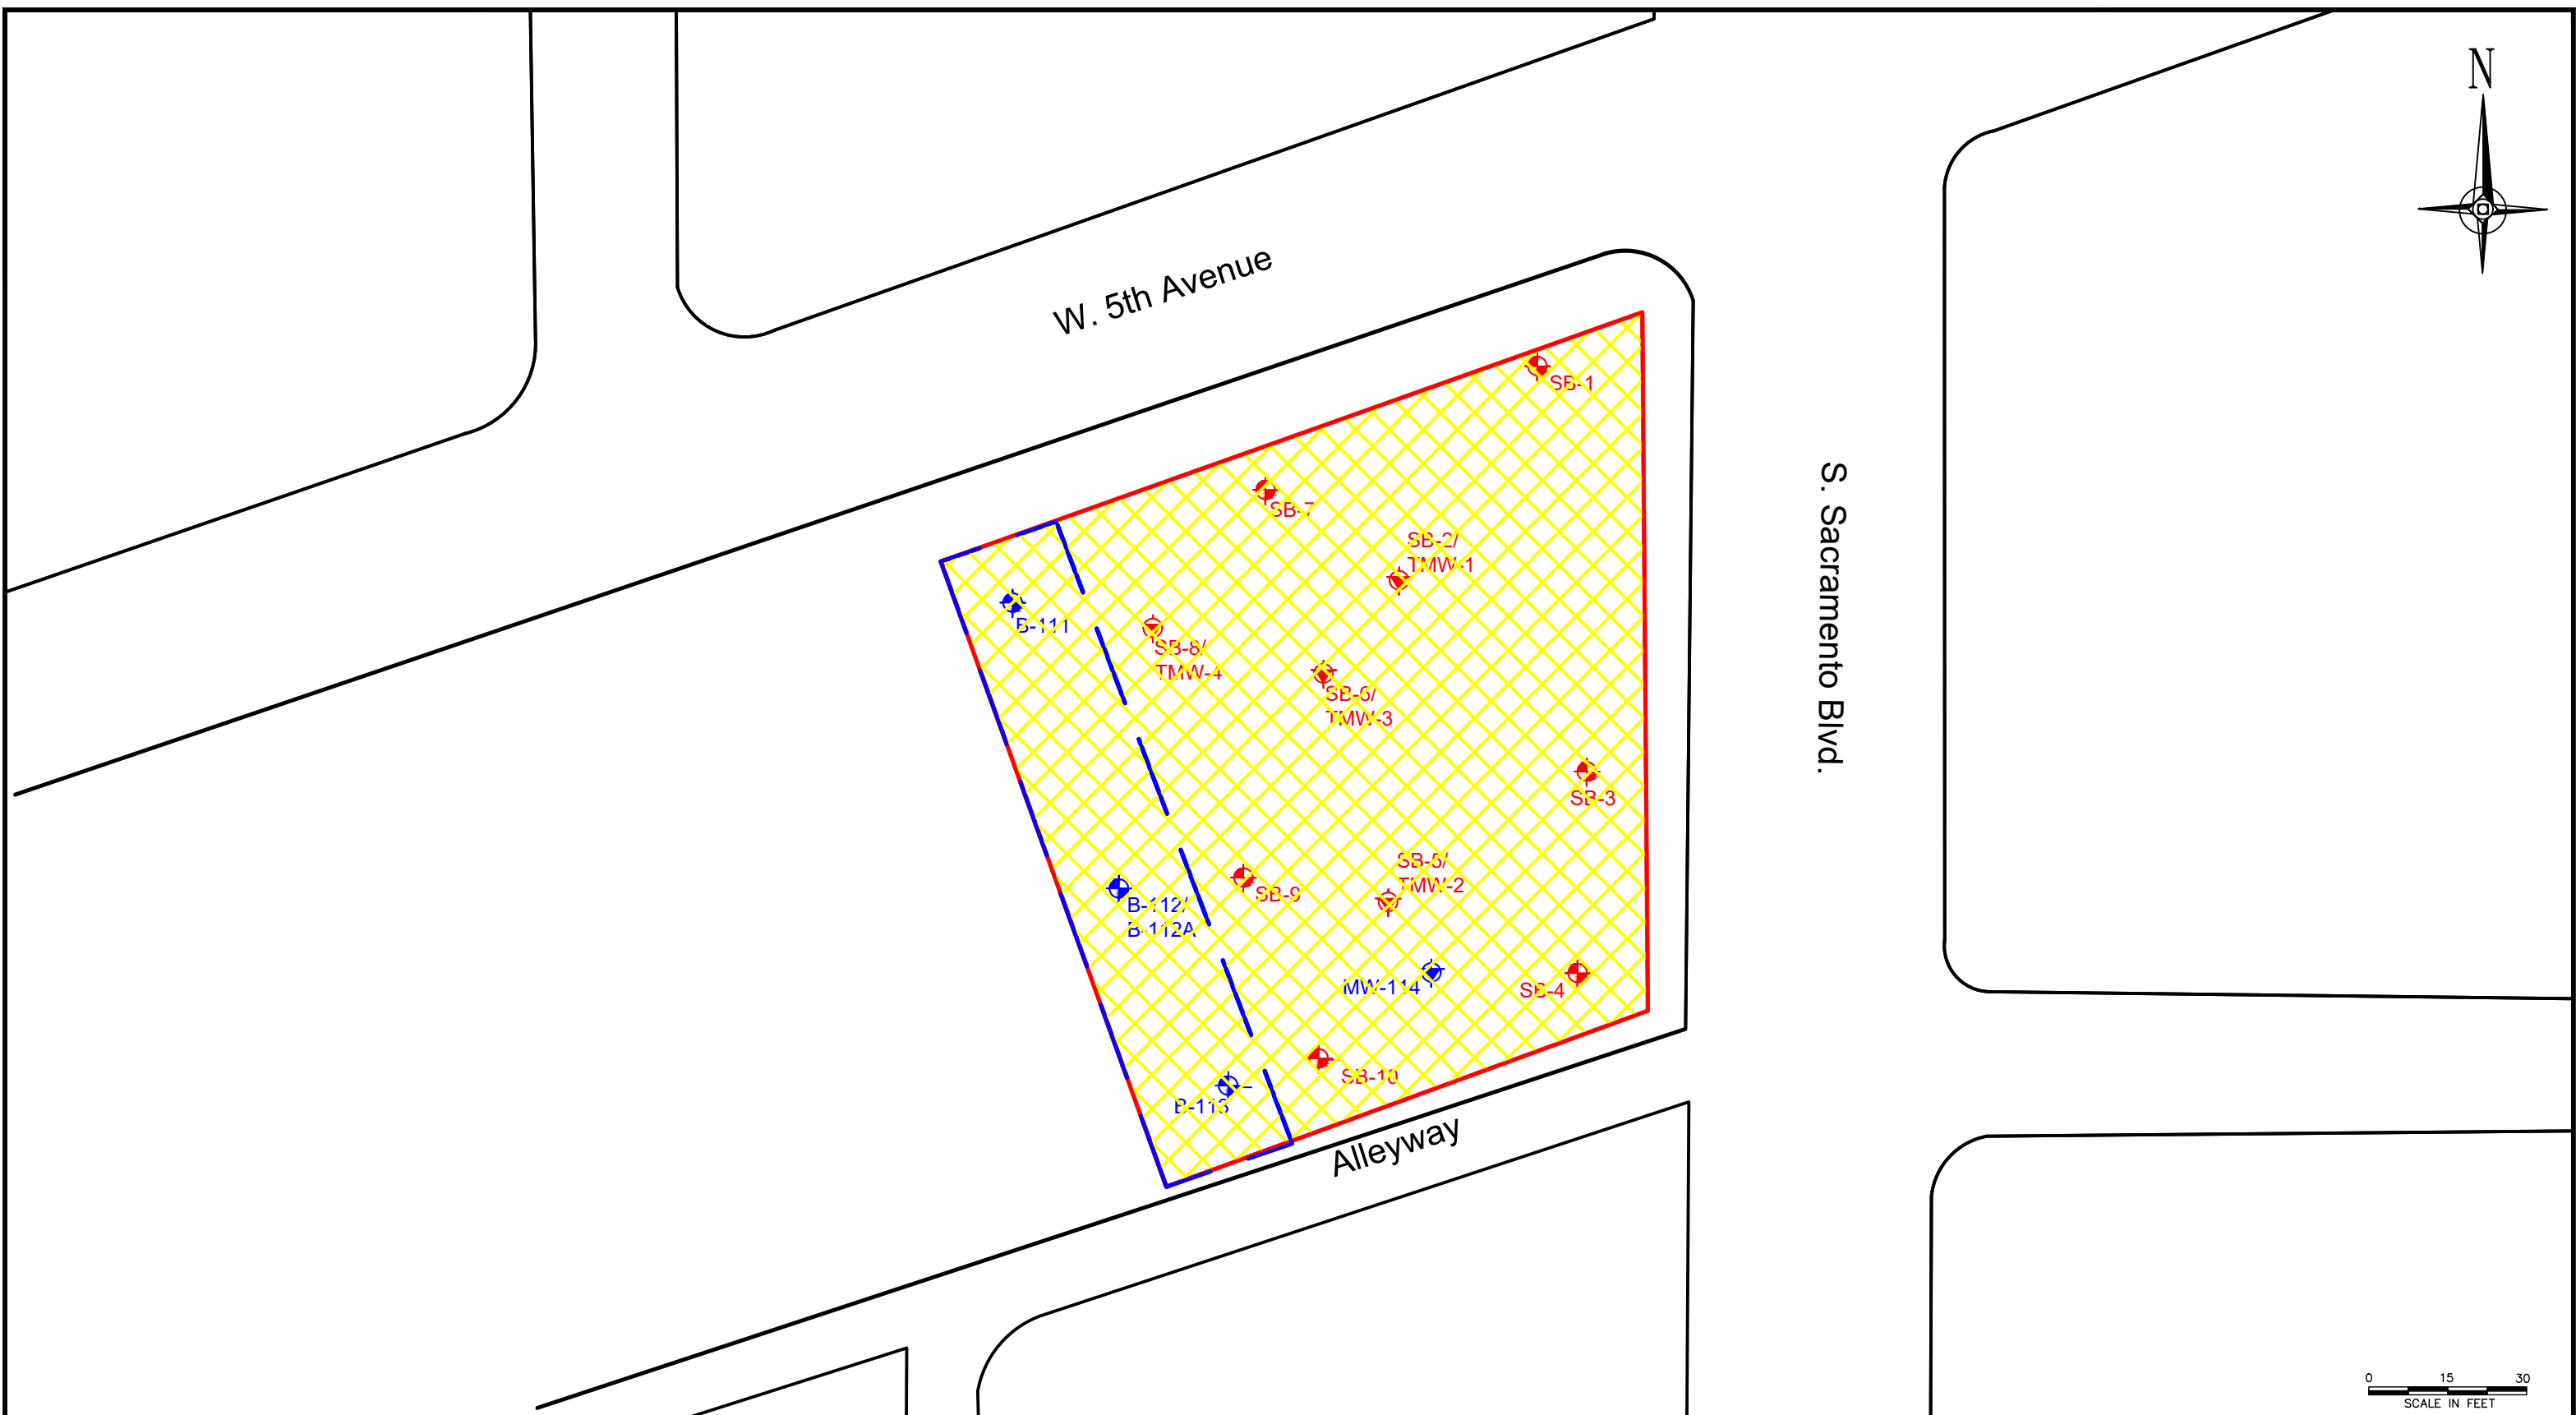 N
W. 5th Avenue
S. Sacramento Blvd.
SB-1
SB-7
SB-2/
TMW-1
B-111
SB-8/
TMW-4
SB-6/
TMW-3
SB-3
SB-5/
TMW-2
SB-9
B-112/
B-112A
MW-114
SB-4
SB-10
B-113
Alleyway
0 15 30
SCALE IN FEET